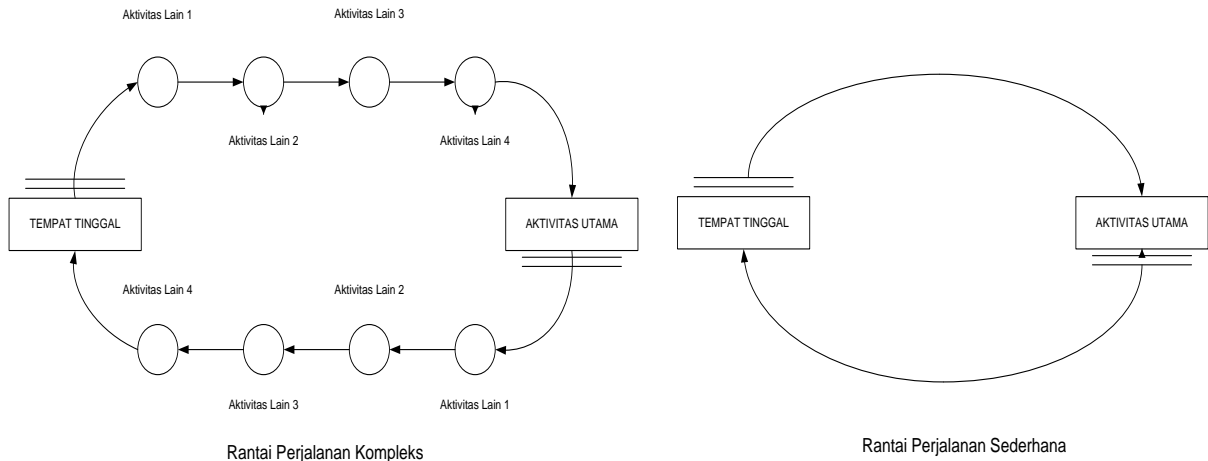 Aktivitas Lain 1
Aktivitas Lain 3
Aktivitas Lain 2
Aktivitas Lain 4
TEMPAT TINGGAL
AKTIVITAS UTAMA
Aktivitas Lain 4
Aktivitas Lain 2
Aktivitas Lain 3
Aktivitas Lain 1
Rantai Perjalanan Kompleks
TEMPAT TINGGAL
AKTIVITAS UTAMA
Rantai Perjalanan Sederhana